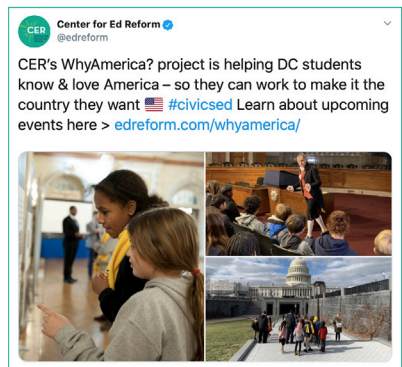 CER
Center for Ed Reform
@edreform
CER's WhyAmerica? project is helping DC students
know & love America – so they can work to make it the
country they want 🇺🇸 #civicsed Learn about upcoming
events here > edreform.com/whyamerica/